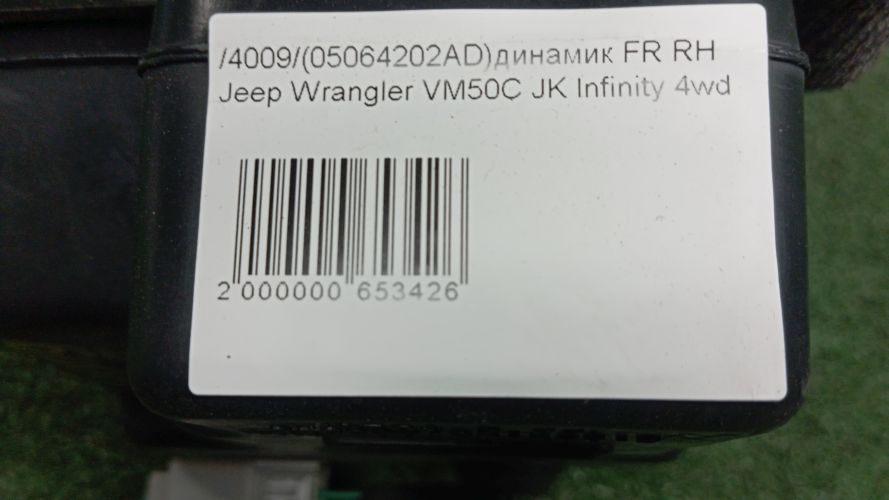 /4009/(05064202AD)динамик FR RH
Jeep Wrangler VM50C JK Infinity 4wd
2 000000 653426